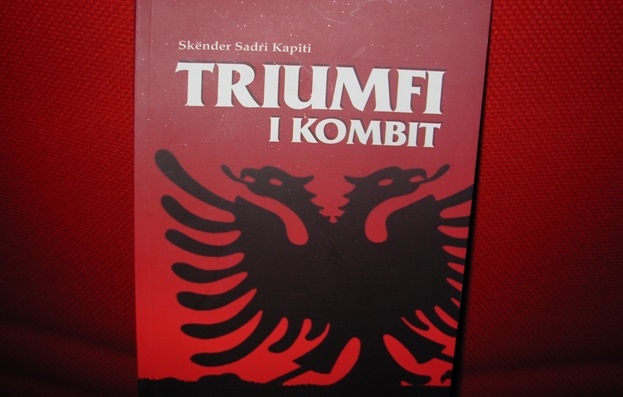 Skënder Sadri Kapiti
TRIUMFI
I KOMBIT